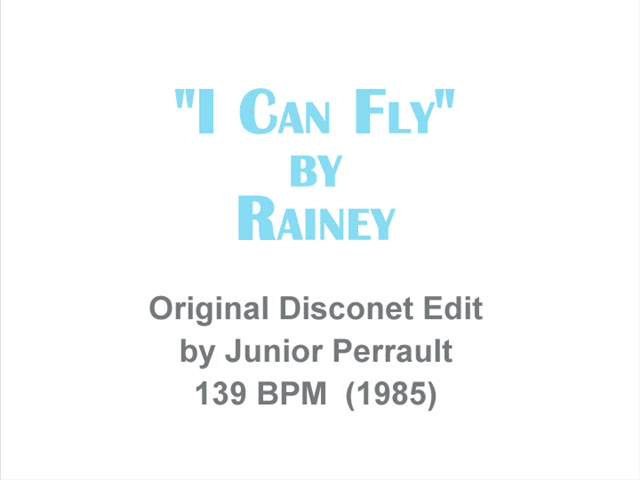 "I Can Fly"
by
Rainey
Original Disconet Edit
by Junior Perrault
139 BPM (1985)